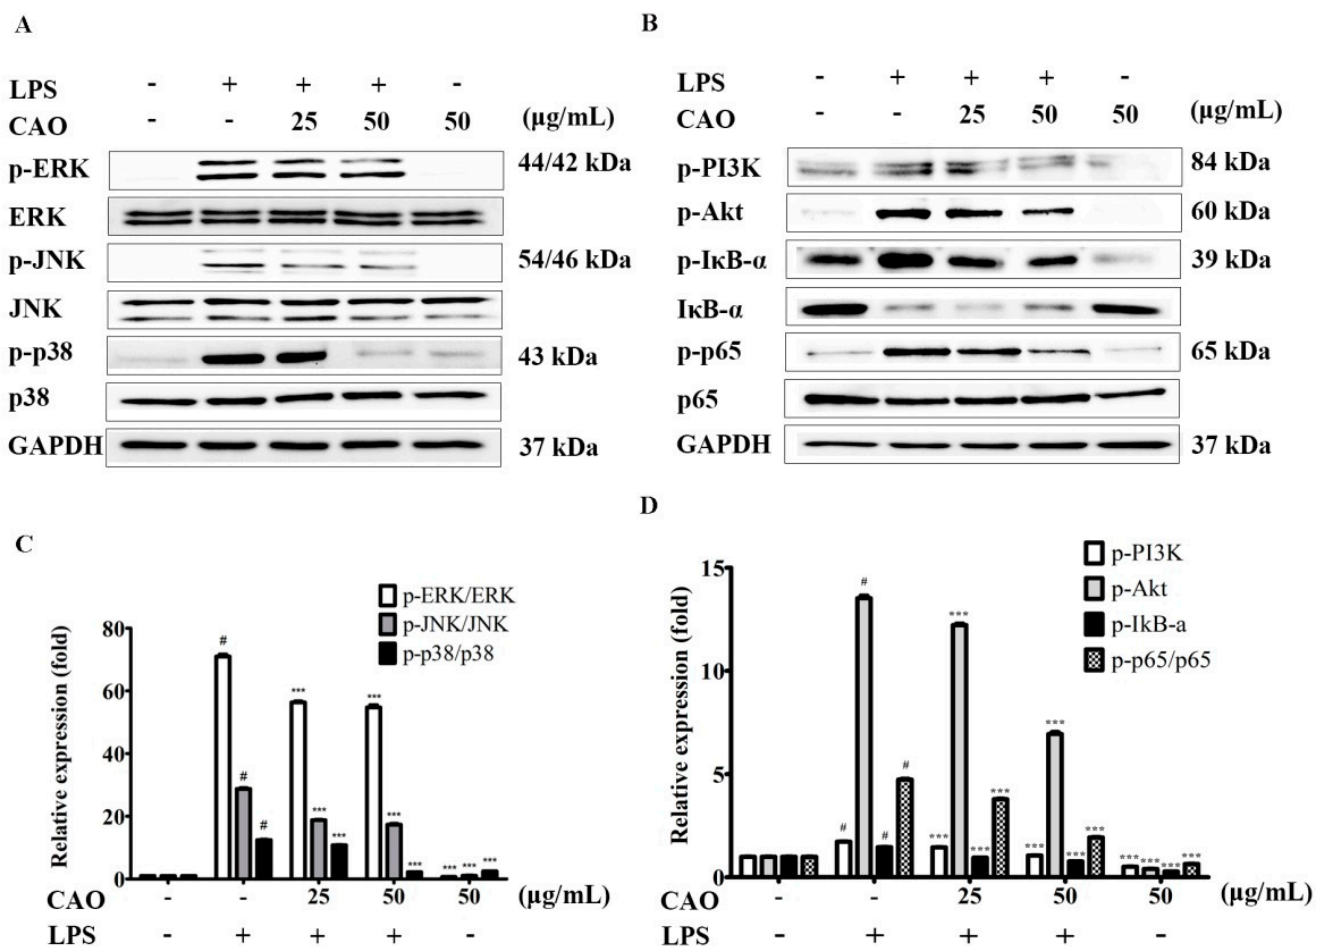 A
LPS - + + + -
CAO - - 25 50 50 (μg/mL)
p-ERK 44/42 kDa
ERK
p-JNK 54/46 kDa
JNK
p-p38 43 kDa
p38
GAPDH 37 kDa
B
LPS - + + + -
CAO - - 25 50 50 (μg/mL)
p-PI3K 84 kDa
p-Akt 60 kDa
p-IκB-α 39 kDa
IκB-α
p-p65 65 kDa
p65
GAPDH 37 kDa
C
p-ERK/ERK
p-JNK/JNK
p-p38/p38
Relative expression (fold)
80
60
40
20
0
# # #
*** *** ***
*** *** ***
*** *** ***
CAO - - 25 50 50 (μg/mL)
LPS - + + + -
D
p-PI3K
p-Akt
p-IkB-a
p-p65/p65
Relative expression (fold)
15
10
5
0
# # # #
*** *** *** ***
*** *** *** ***
*** *** *** ***
CAO - - 25 50 50 (μg/mL)
LPS - + + + -